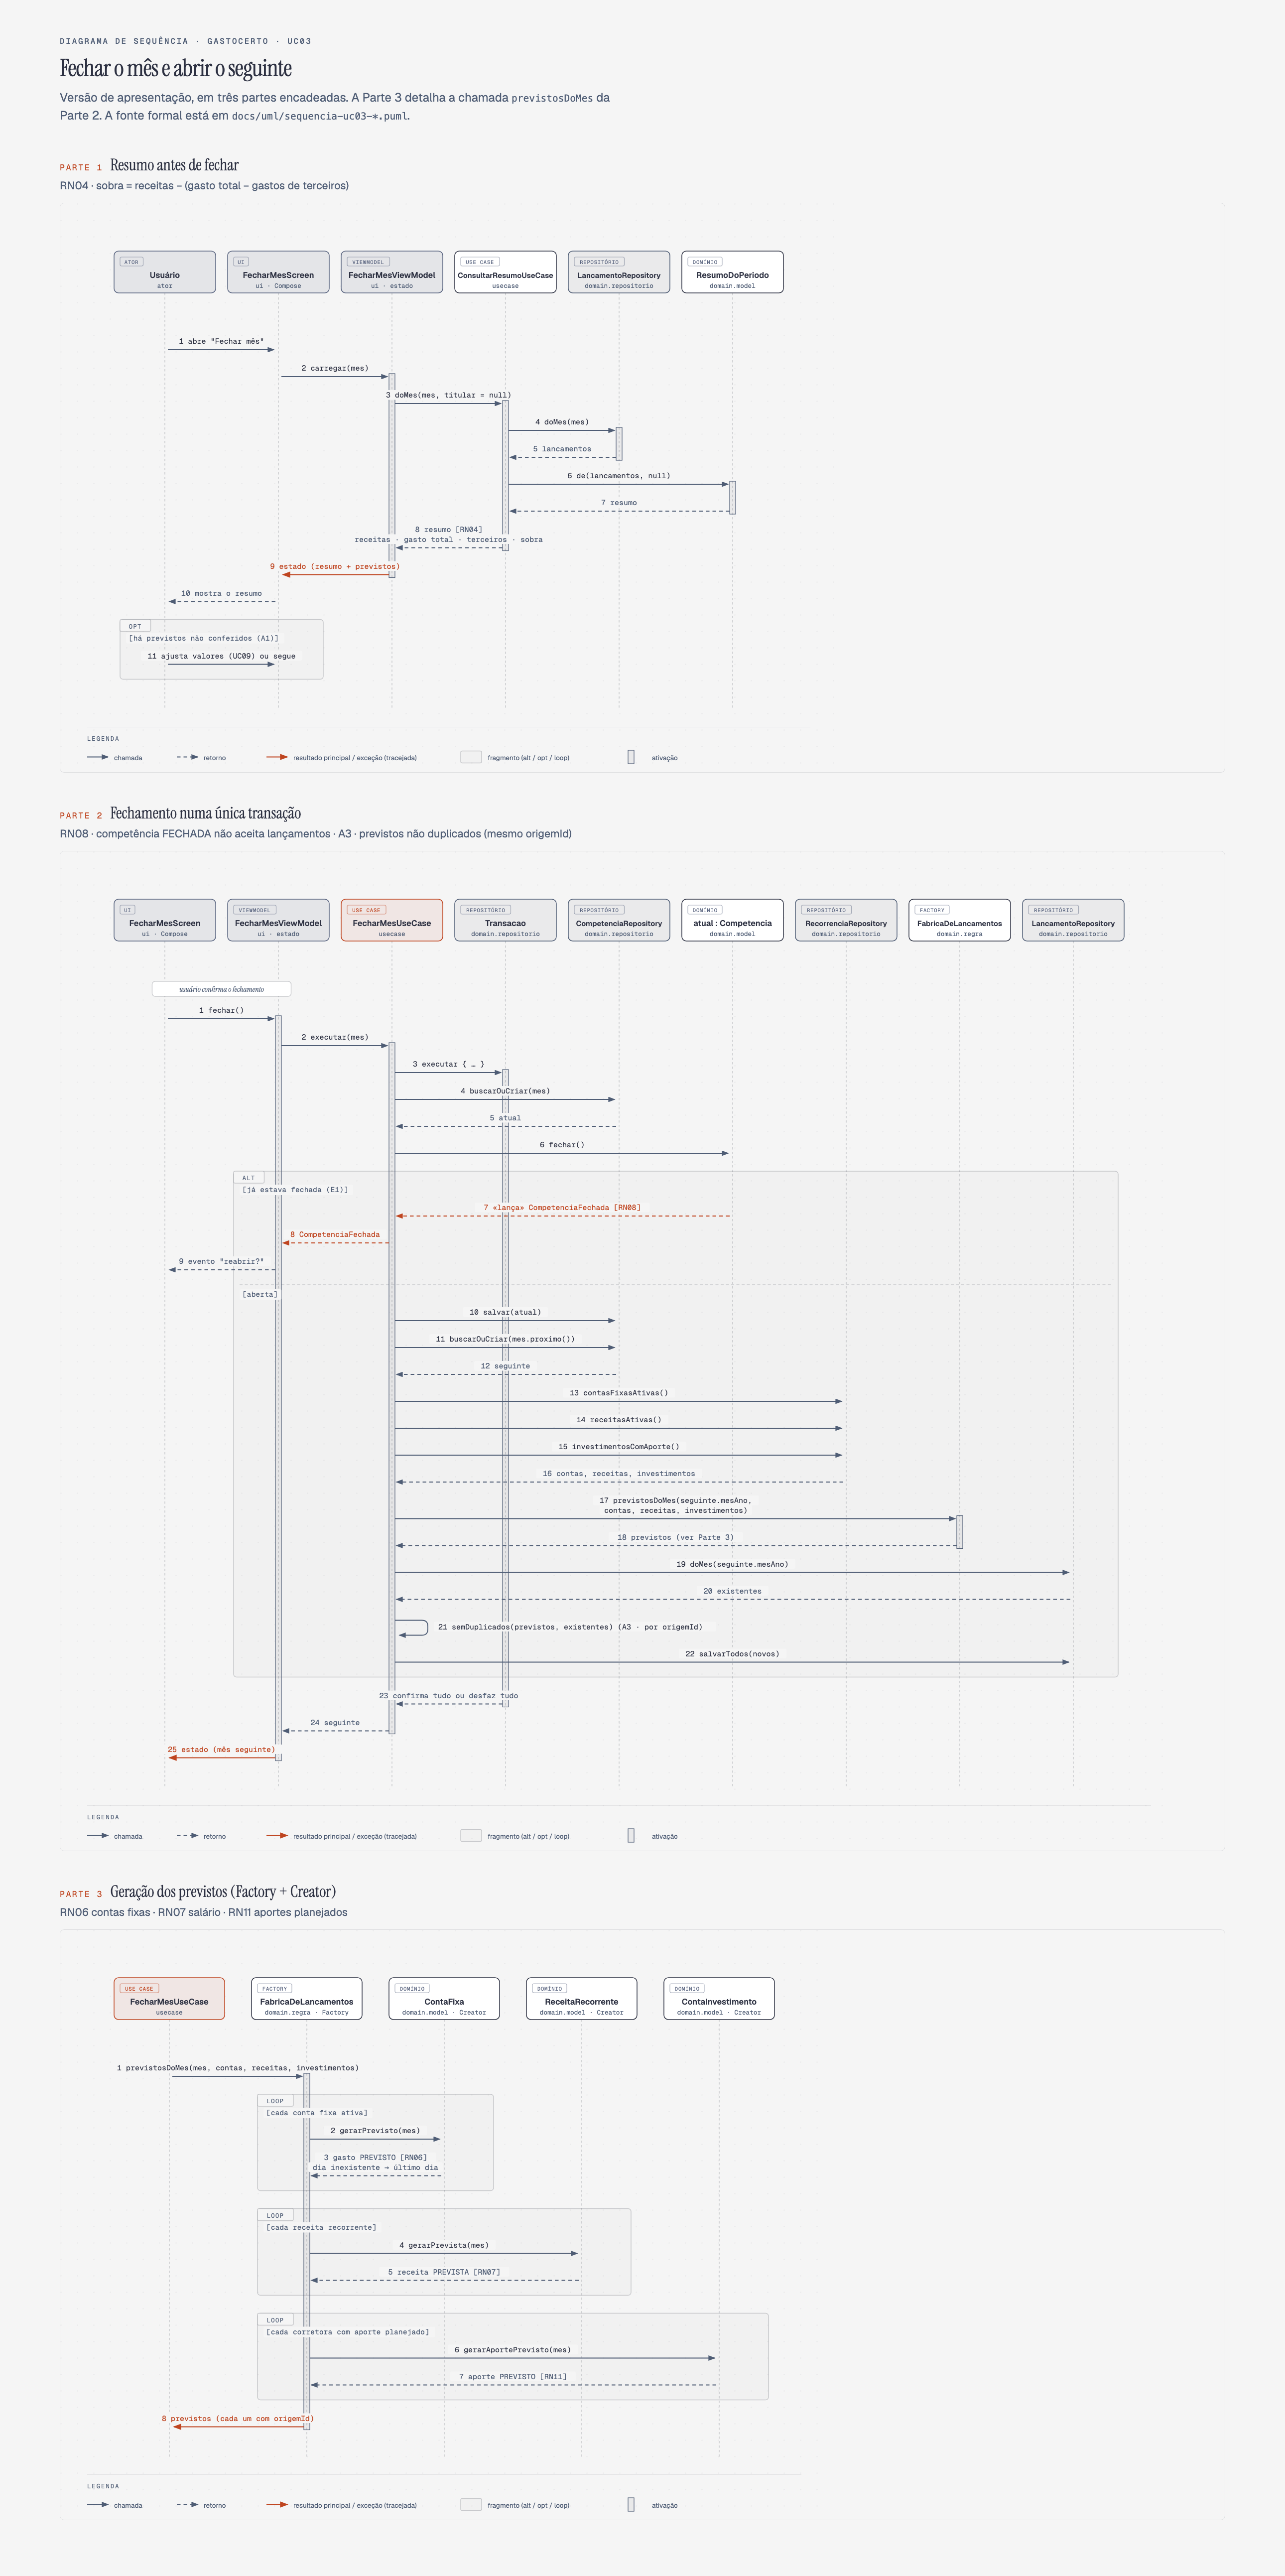 DIAGRAMA DE SEQUÊNCIA · GASTOCERTO · UC03
Fechar o mês e abrir o seguinte
Versão de apresentação, em três partes encadeadas. A Parte 3 detalha a chamada previstosDoMes da
Parte 2. A fonte formal está em docs/uml/sequencia-uc03-*.puml.
PARTE 1 Resumo antes de fechar
RN04 · sobra = receitas − (gasto total − gastos de terceiros)
ATOR
Usuário
ator
UI
FecharMesScreen
ui · Compose
VIEWMODEL
FecharMesViewModel
ui · estado
USE CASE
ConsultarResumoUseCase
usecase
REPOSITÓRIO
LancamentoRepository
domain.repositorio
DOMÍNIO
ResumoDoPeriodo
domain.model
1 abre "Fechar mês"
2 carregar(mes)
3 doMes(mes, titular = null)
4 doMes(mes)
5 lancamentos
6 de(lancamentos, null)
7 resumo
8 resumo [RN04]
receitas · gasto total · terceiros · sobra
9 estado (resumo + previstos)
10 mostra o resumo
OPT
[há previstos não conferidos (A1)]
11 ajusta valores (UC09) ou segue
LEGENDA
chamada
retorno
resultado principal / exceção (tracejada)
fragmento (alt / opt / loop)
ativação
PARTE 2 Fechamento numa única transação
RN08 · competência FECHADA não aceita lançamentos · A3 · previstos não duplicados (mesmo origemId)
UI
FecharMesScreen
ui · Compose
VIEWMODEL
FecharMesViewModel
ui · estado
USE CASE
FecharMesUseCase
usecase
REPOSITÓRIO
Transacao
domain.repositorio
REPOSITÓRIO
CompetenciaRepository
domain.repositorio
DOMÍNIO
atual : Competencia
domain.model
REPOSITÓRIO
RecorrenciaRepository
domain.repositorio
FACTORY
FabricaDeLancamentos
domain.regra
REPOSITÓRIO
LancamentoRepository
domain.repositorio
usuário confirma o fechamento
1 fechar()
2 executar(mes)
3 executar { … }
4 buscarOuCriar(mes)
5 atual
6 fechar()
ALT
[já estava fechada (E1)]
7 «lança» CompetenciaFechada [RN08]
8 CompetenciaFechada
9 evento "reabrir?"
[aberta]
10 salvar(atual)
11 buscarOuCriar(mes.proximo())
12 seguinte
13 contasFixasAtivas()
14 receitasAtivas()
15 investimentosComAporte()
16 contas, receitas, investimentos
17 previstosDoMes(seguinte.mesAno,
contas, receitas, investimentos)
18 previstos (ver Parte 3)
19 doMes(seguinte.mesAno)
20 existentes
21 semDuplicados(previstos, existentes) (A3 · por origemId)
22 salvarTodos(novos)
23 confirma tudo ou desfaz tudo
24 seguinte
25 estado (mês seguinte)
LEGENDA
chamada
retorno
resultado principal / exceção (tracejada)
fragmento (alt / opt / loop)
ativação
PARTE 3 Geração dos previstos (Factory + Creator)
RN06 contas fixas · RN07 salário · RN11 aportes planejados
USE CASE
FecharMesUseCase
usecase
FACTORY
FabricaDeLancamentos
domain.regra · Factory
DOMÍNIO
ContaFixa
domain.model · Creator
DOMÍNIO
ReceitaRecorrente
domain.model · Creator
DOMÍNIO
ContaInvestimento
domain.model · Creator
1 previstosDoMes(mes, contas, receitas, investimentos)
LOOP
[cada conta fixa ativa]
2 gerarPrevisto(mes)
3 gasto PREVISTO [RN06]
dia inexistente → último dia
LOOP
[cada receita recorrente]
4 gerarPrevista(mes)
5 receita PREVISTA [RN07]
LOOP
[cada corretora com aporte planejado]
6 gerarAportePrevisto(mes)
7 aporte PREVISTO [RN11]
8 previstos (cada um com origemId)
LEGENDA
chamada
retorno
resultado principal / exceção (tracejada)
fragmento (alt / opt / loop)
ativação